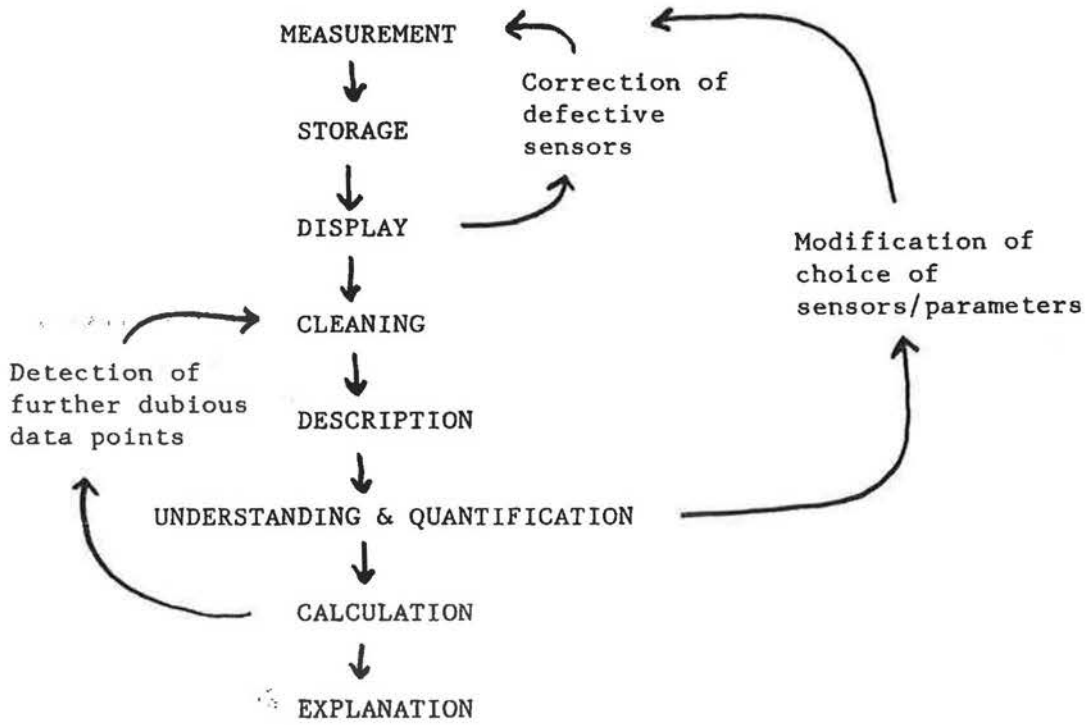 MEASUREMENT
Correction of
defective
sensors
STORAGE
DISPLAY
Modification of
choice of
sensors/parameters
CLEANING
Detection of
further dubious
data points
DESCRIPTION
UNDERSTANDING & QUANTIFICATION
CALCULATION
EXPLANATION